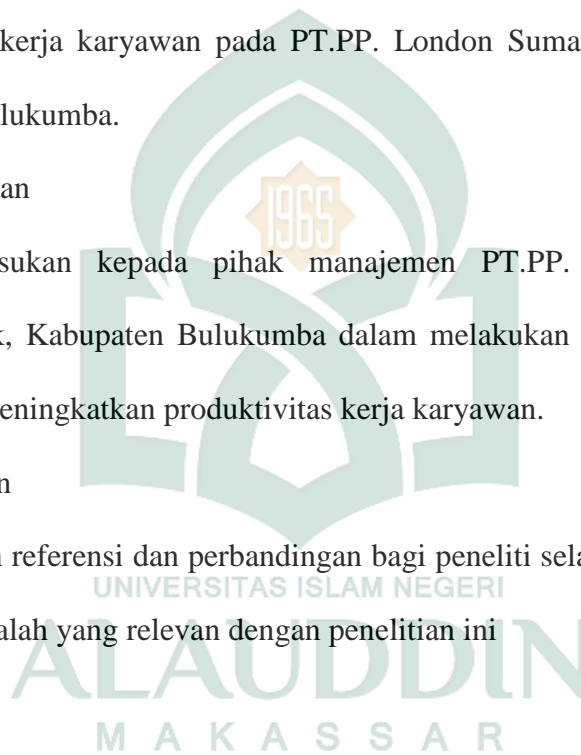 kerja karyawan pada PT.PP. London Suma
lukumba.
an
sukan kepada pihak manajemen PT.PP.
, Kabupaten Bulukumba dalam melakukan
eningkatkan produktivitas kerja karyawan.
n
referensi dan perbandingan bagi peneliti sela
alah yang relevan dengan penelitian ini
1965
UNIVERSITAS ISLAM NEGERI
ALAUDDIN
MAKASSAR